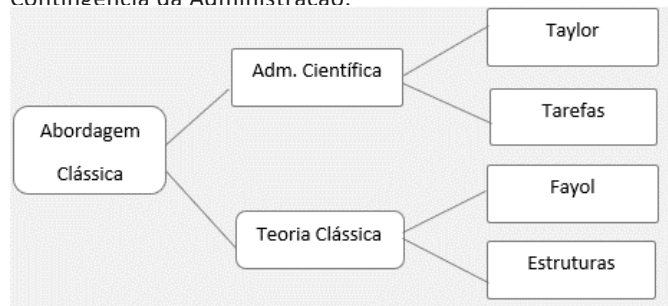 Contingência da Administração.
Taylor
Adm. Científica
Tarefas
Abordagem
Clássica
Fayol
Teoria Clássica
Estruturas